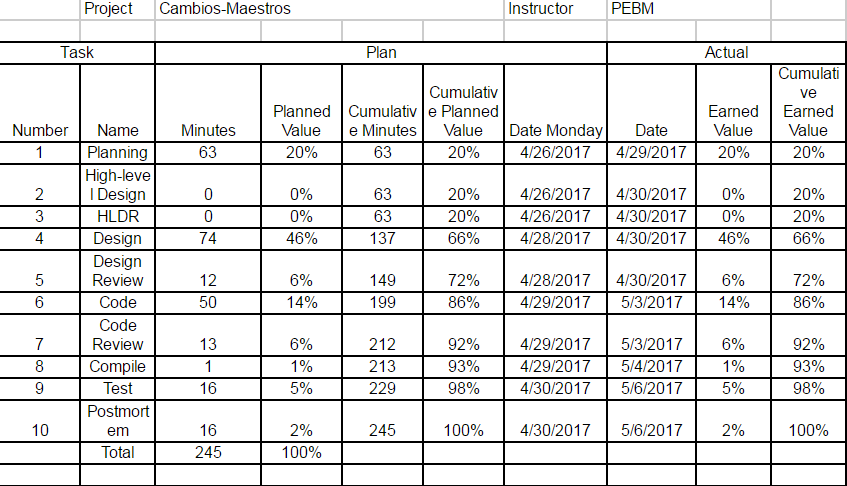 Project Cambios-Maestros Instructor PEBM
Task Plan Actual
Number Name Minutes Planned Value Cumulativ e Minutes Cumulativ e Planned Value Date Monday Date Earned Value Cumulati ve Earned Value
1 Planning 63 20% 63 20% 4/26/2017 4/29/2017 20% 20%
2 High-leve l Design 0 0% 63 20% 4/26/2017 4/30/2017 0% 20%
3 HLDR 0 0% 63 20% 4/26/2017 4/30/2017 0% 20%
4 Design 74 46% 137 66% 4/28/2017 4/30/2017 46% 66%
5 Design Review 12 6% 149 72% 4/28/2017 4/30/2017 6% 72%
6 Code 50 14% 199 86% 4/29/2017 5/3/2017 14% 86%
7 Code Review 13 6% 212 92% 4/29/2017 5/3/2017 6% 92%
8 Compile 1 1% 213 93% 4/29/2017 5/4/2017 1% 93%
9 Test 16 5% 229 98% 4/30/2017 5/6/2017 5% 98%
10 Postmort em 16 2% 245 100% 4/30/2017 5/6/2017 2% 100%
Total 245 100%